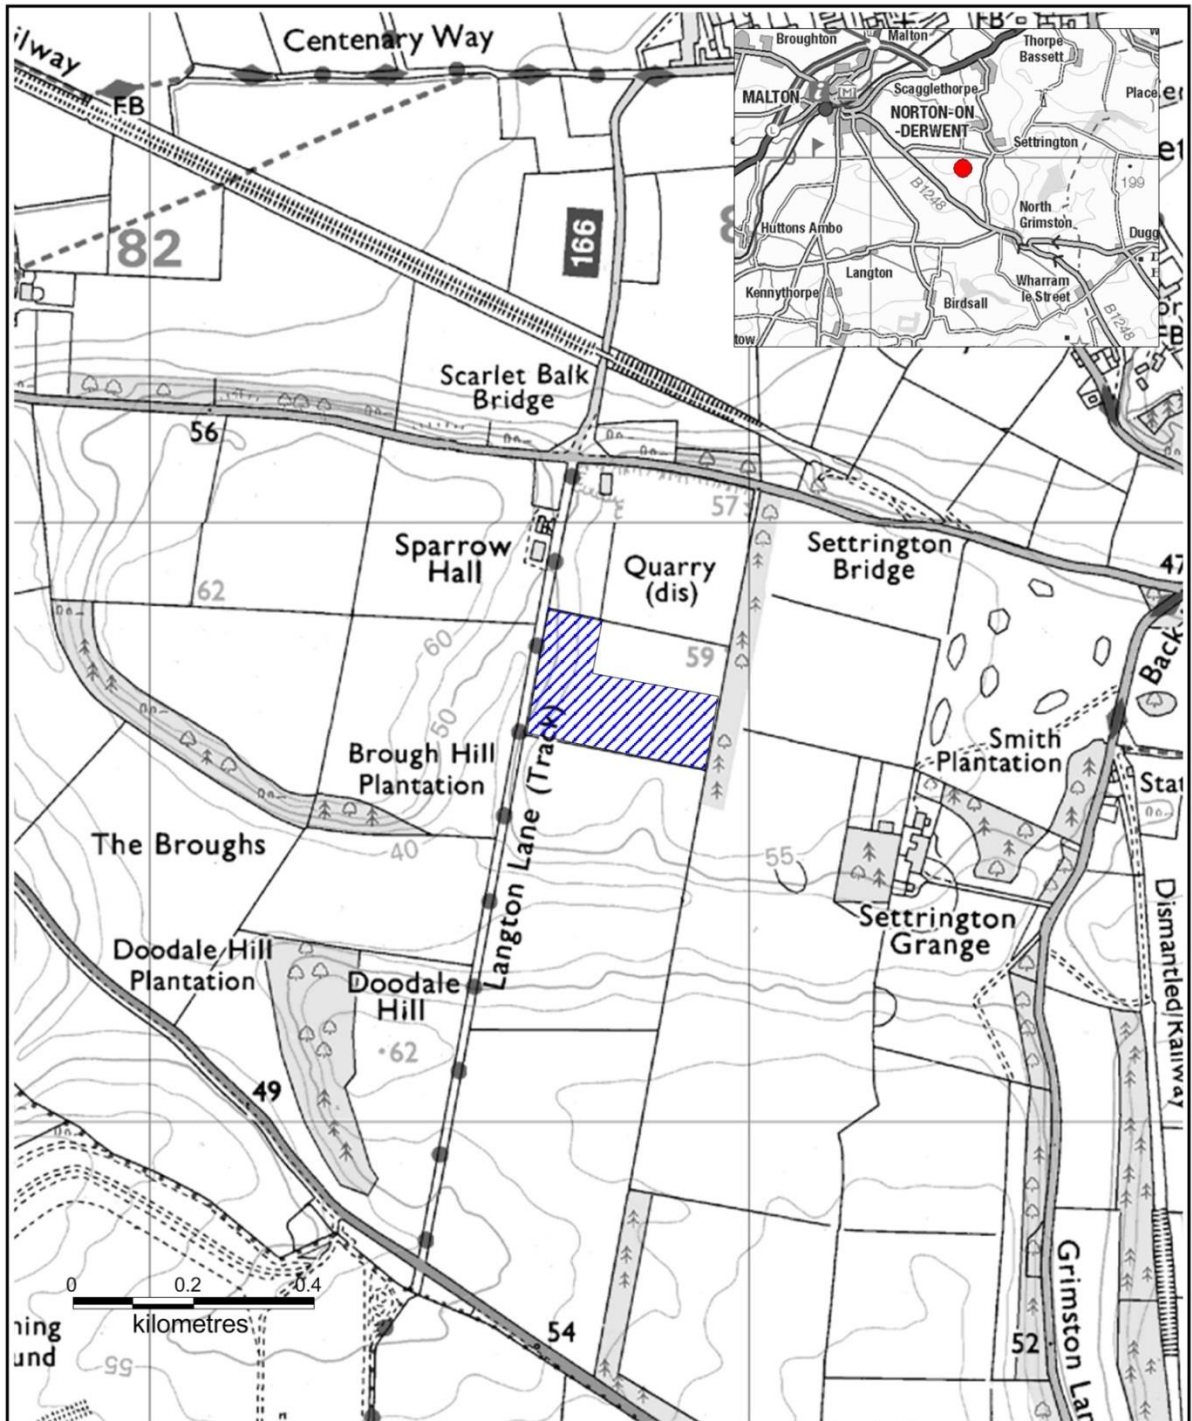 ilway
Centenary Way
FB
FB
82
166
Broughton
Malton
Thorpe
Bassett
MALTON
M
Scagglethorpe
L
NORTON-ON
-DERWENT
Place
L
Settrington
199
B1248
North
Grimston
Huttons Ambo
Dugg
Langton
Wharram
le Street
Kennythorpe
Birdsall
B1248
tow
FB
Scarlet Balk
Bridge
56
57
Sparrow
Hall
Quarry
(dis)
Settrington
Bridge
47
62
60
59
Back
50
Brough Hill
Plantation
Smith
Plantation
Stat
The Broughs
40
55
Langton Lane (Track)
Settrington
Grange
Dismantled Railway
Doodale Hill
Plantation
Doodale
Hill
62
49
0 0.2 0.4
kilometres
ning
und
55
54
52
Grimston Lan